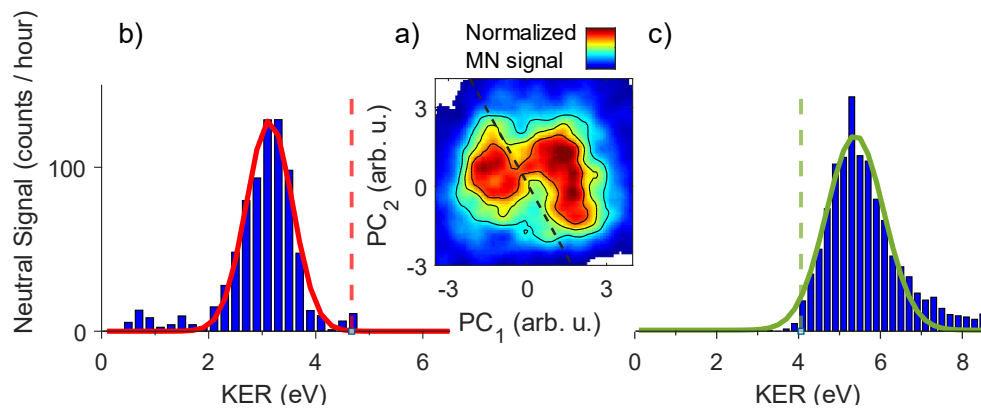 b)
a)
Normalized
MN signal
c)
Neutral Signal (counts / hour)
100
0
0
2
4
6
KER (eV)
PC2 (arb. u.)
3
0
-3
-3
0
3
PC1 (arb. u.)
0
2
4
6
8
KER (eV)